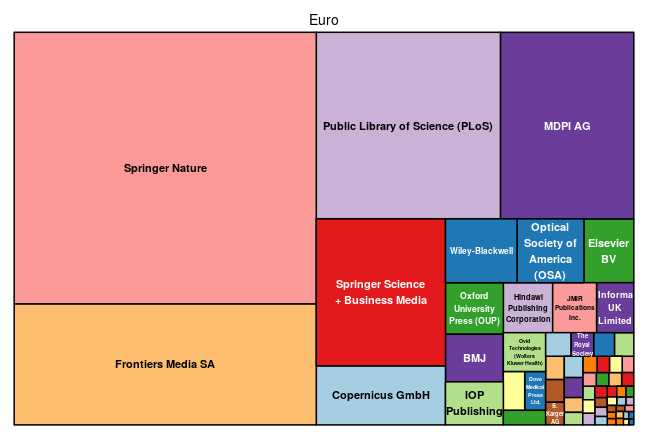 Euro
Springer Nature
Public Library of Science (PLoS)
MDPI AG
Frontiers Media SA
Springer Science
+ Business Media
Copernicus GmbH
Wiley-Blackwell
Optical
Society of
America
(OSA)
Elsevier
BV
Oxford
University
Press (OUP)
Hindawi
Publishing
Corporation
JMIR
Publications
Inc.
Informa
UK
Limited
BMJ
Ovid
Technologies
(Wolters
Kluwer Health)
The
Royal
Society
IOP
Publishing
Dove
Medical
Press
Ltd.
S.
Karger
AG